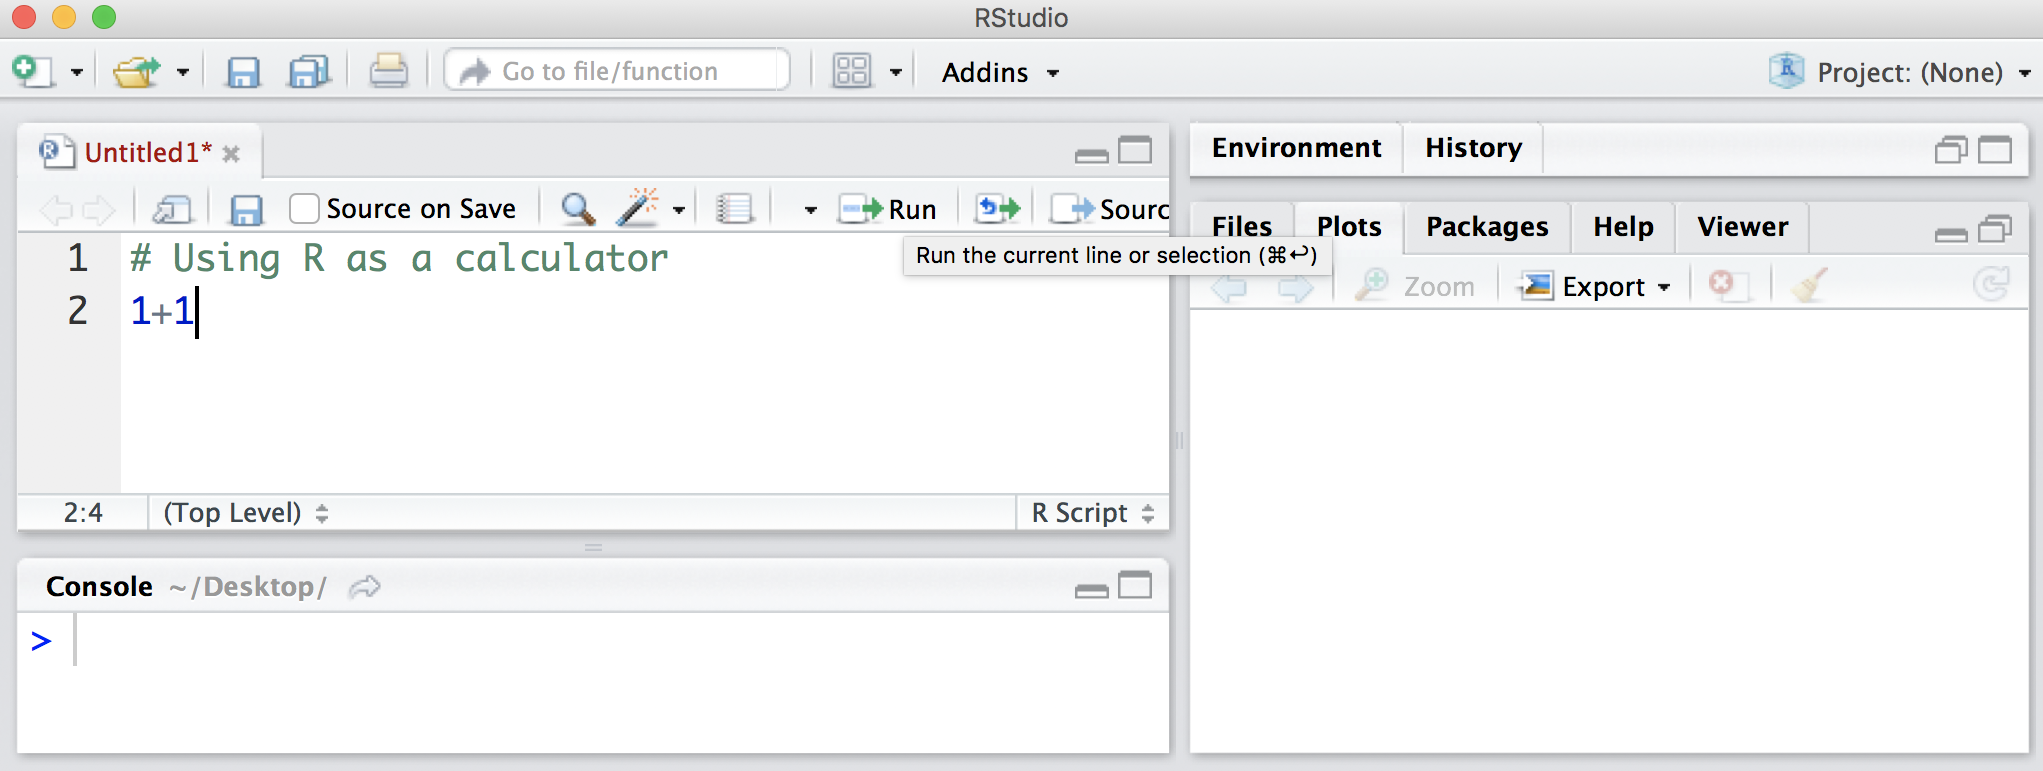 RStudio
Go to file/function
Addins
Project: (None)
Untitled1*
Source on Save
Run
Sourc
1 # Using R as a calculator
2 1+1
2:4 (Top Level) R Script
Console ~/Desktop/
>
Environment History
Files Plots Packages Help Viewer
Run the current line or selection (⌘↩)
Zoom Export